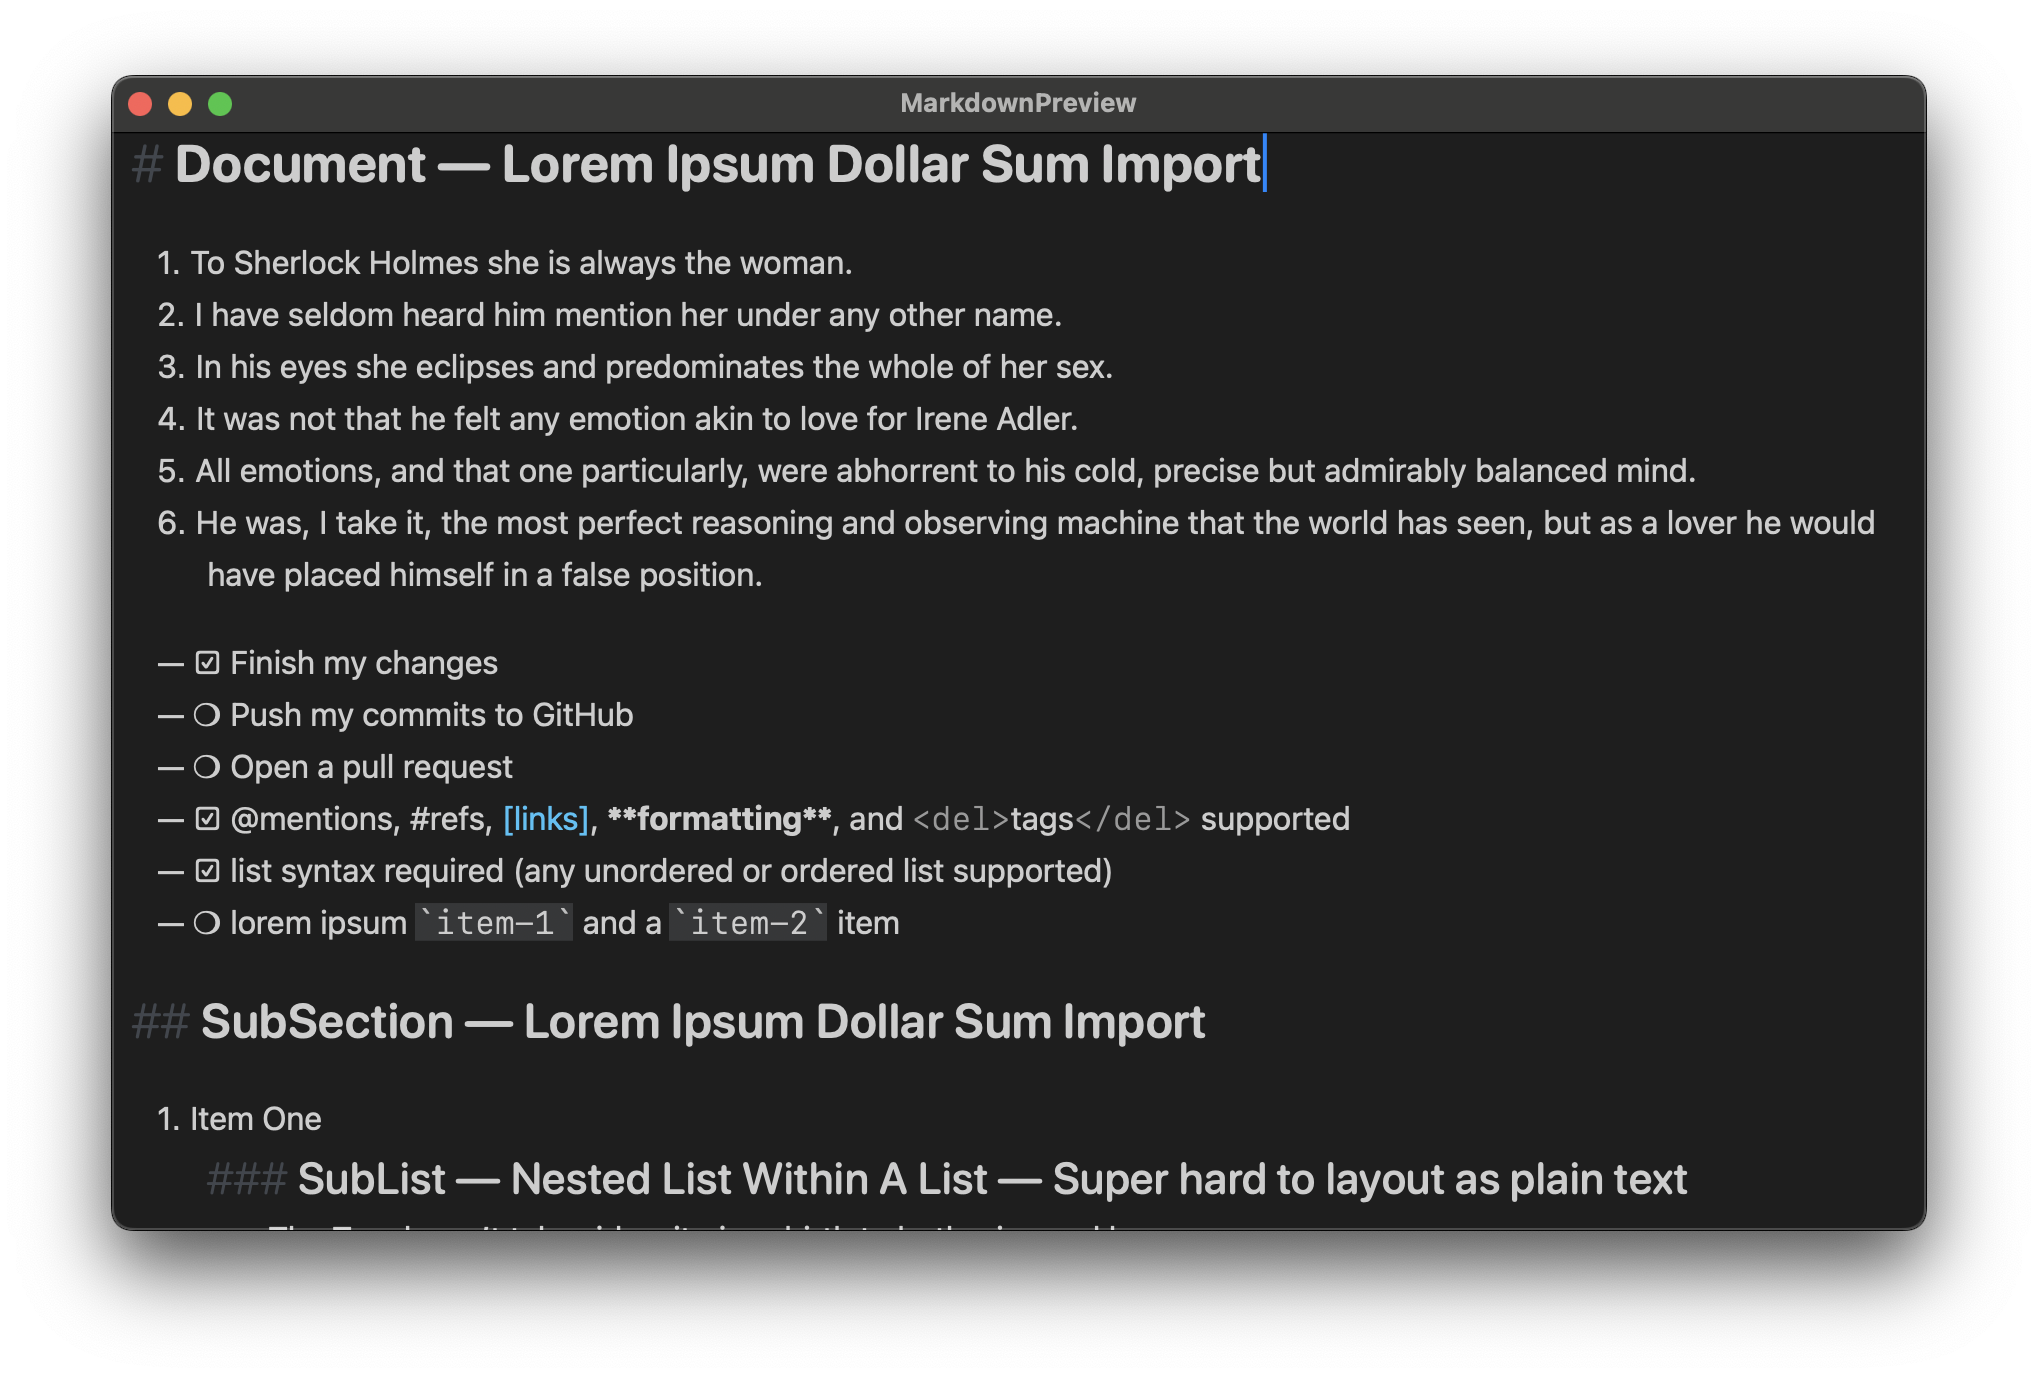 MarkdownPreview
# Document — Lorem Ipsum Dollar Sum Import
1. To Sherlock Holmes she is always the woman.
2. I have seldom heard him mention her under any other name.
3. In his eyes she eclipses and predominates the whole of her sex.
4. It was not that he felt any emotion akin to love for Irene Adler.
5. All emotions, and that one particularly, were abhorrent to his cold, precise but admirably balanced mind.
6. He was, I take it, the most perfect reasoning and observing machine that the world has seen, but as a lover he would
have placed himself in a false position.
— ☑ Finish my changes
— ❍ Push my commits to GitHub
— ❍ Open a pull request
— ☑ @mentions, #refs, [links], **formatting**, and <del>tags</del> supported
— ☑ list syntax required (any unordered or ordered list supported)
— ❍ lorem ipsum `item-1` and a `item-2` item
## SubSection — Lorem Ipsum Dollar Sum Import
1. Item One
### SubList — Nested List Within A List — Super hard to layout as plain text